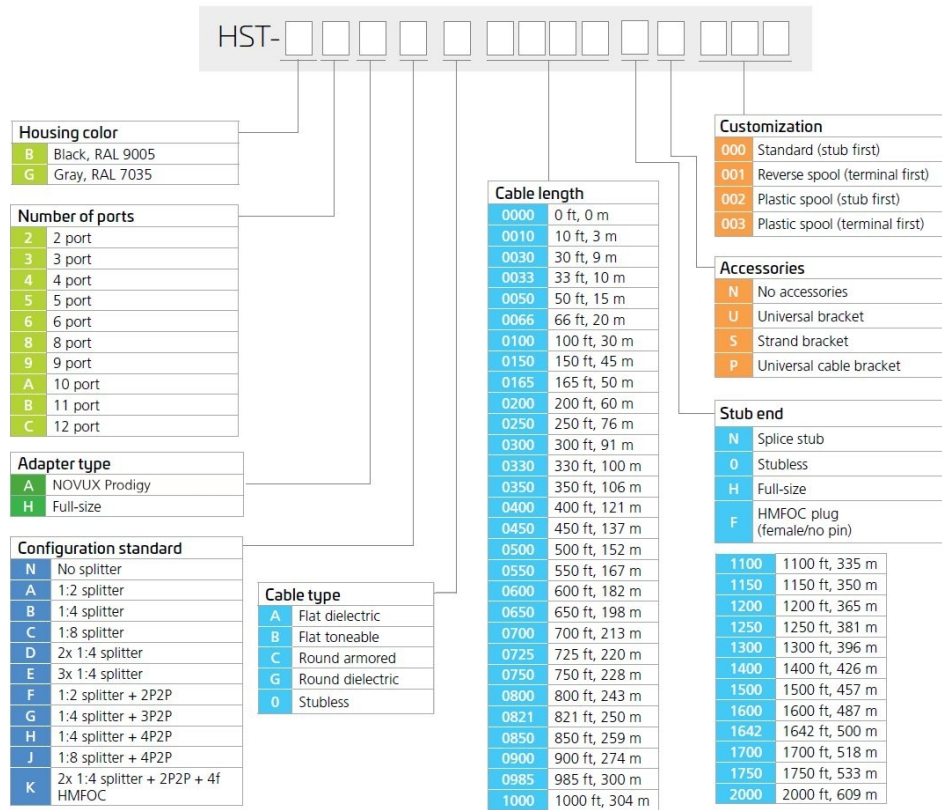 HST-
Housing color
B Black, RAL 9005
G Gray, RAL 7035
Number of ports
2 2 port
3 3 port
4 4 port
5 5 port
6 6 port
8 8 port
9 9 port
A 10 port
B 11 port
C 12 port
Adapter type
A NOVUX Prodigy
H Full-size
Configuration standard
N No splitter
A 1:2 splitter
B 1:4 splitter
C 1:8 splitter
D 2x 1:4 splitter
E 3x 1:4 splitter
F 1:2 splitter + 2P2P
G 1:4 splitter + 3P2P
H 1:4 splitter + 4P2P
J 1:8 splitter + 4P2P
K 2x 1:4 splitter + 2P2P + 4f
HMFOC
Cable type
A Flat dielectric
B Flat toneable
C Round armored
G Round dielectric
0 Stubless
Cable length
0000 0 ft, 0 m
0010 10 ft, 3 m
0030 30 ft, 9 m
0033 33 ft, 10 m
0050 50 ft, 15 m
0066 66 ft, 20 m
0100 100 ft, 30 m
0150 150 ft, 45 m
0165 165 ft, 50 m
0200 200 ft, 60 m
0250 250 ft, 76 m
0300 300 ft, 91 m
0330 330 ft, 100 m
0350 350 ft, 106 m
0400 400 ft, 121 m
0450 450 ft, 137 m
0500 500 ft, 152 m
0550 550 ft, 167 m
0600 600 ft, 182 m
0650 650 ft, 198 m
0700 700 ft, 213 m
0725 725 ft, 220 m
0750 750 ft, 228 m
0800 800 ft, 243 m
0821 821 ft, 250 m
0850 850 ft, 259 m
0900 900 ft, 274 m
0985 985 ft, 300 m
1000 1000 ft, 304 m
Customization
000 Standard (stub first)
001 Reverse spool (terminal first)
002 Plastic spool (stub first)
003 Plastic spool (terminal first)
Accessories
N No accessories
U Universal bracket
S Strand bracket
P Universal cable bracket
Stub end
N Splice stub
0 Stubless
H Full-size
F HMFOC plug
(female/no pin)
1100 1100 ft, 335 m
1150 1150 ft, 350 m
1200 1200 ft, 365 m
1250 1250 ft, 381 m
1300 1300 ft, 396 m
1400 1400 ft, 426 m
1500 1500 ft, 457 m
1600 1600 ft, 487 m
1642 1642 ft, 500 m
1700 1700 ft, 518 m
1750 1750 ft, 533 m
2000 2000 ft, 609 m